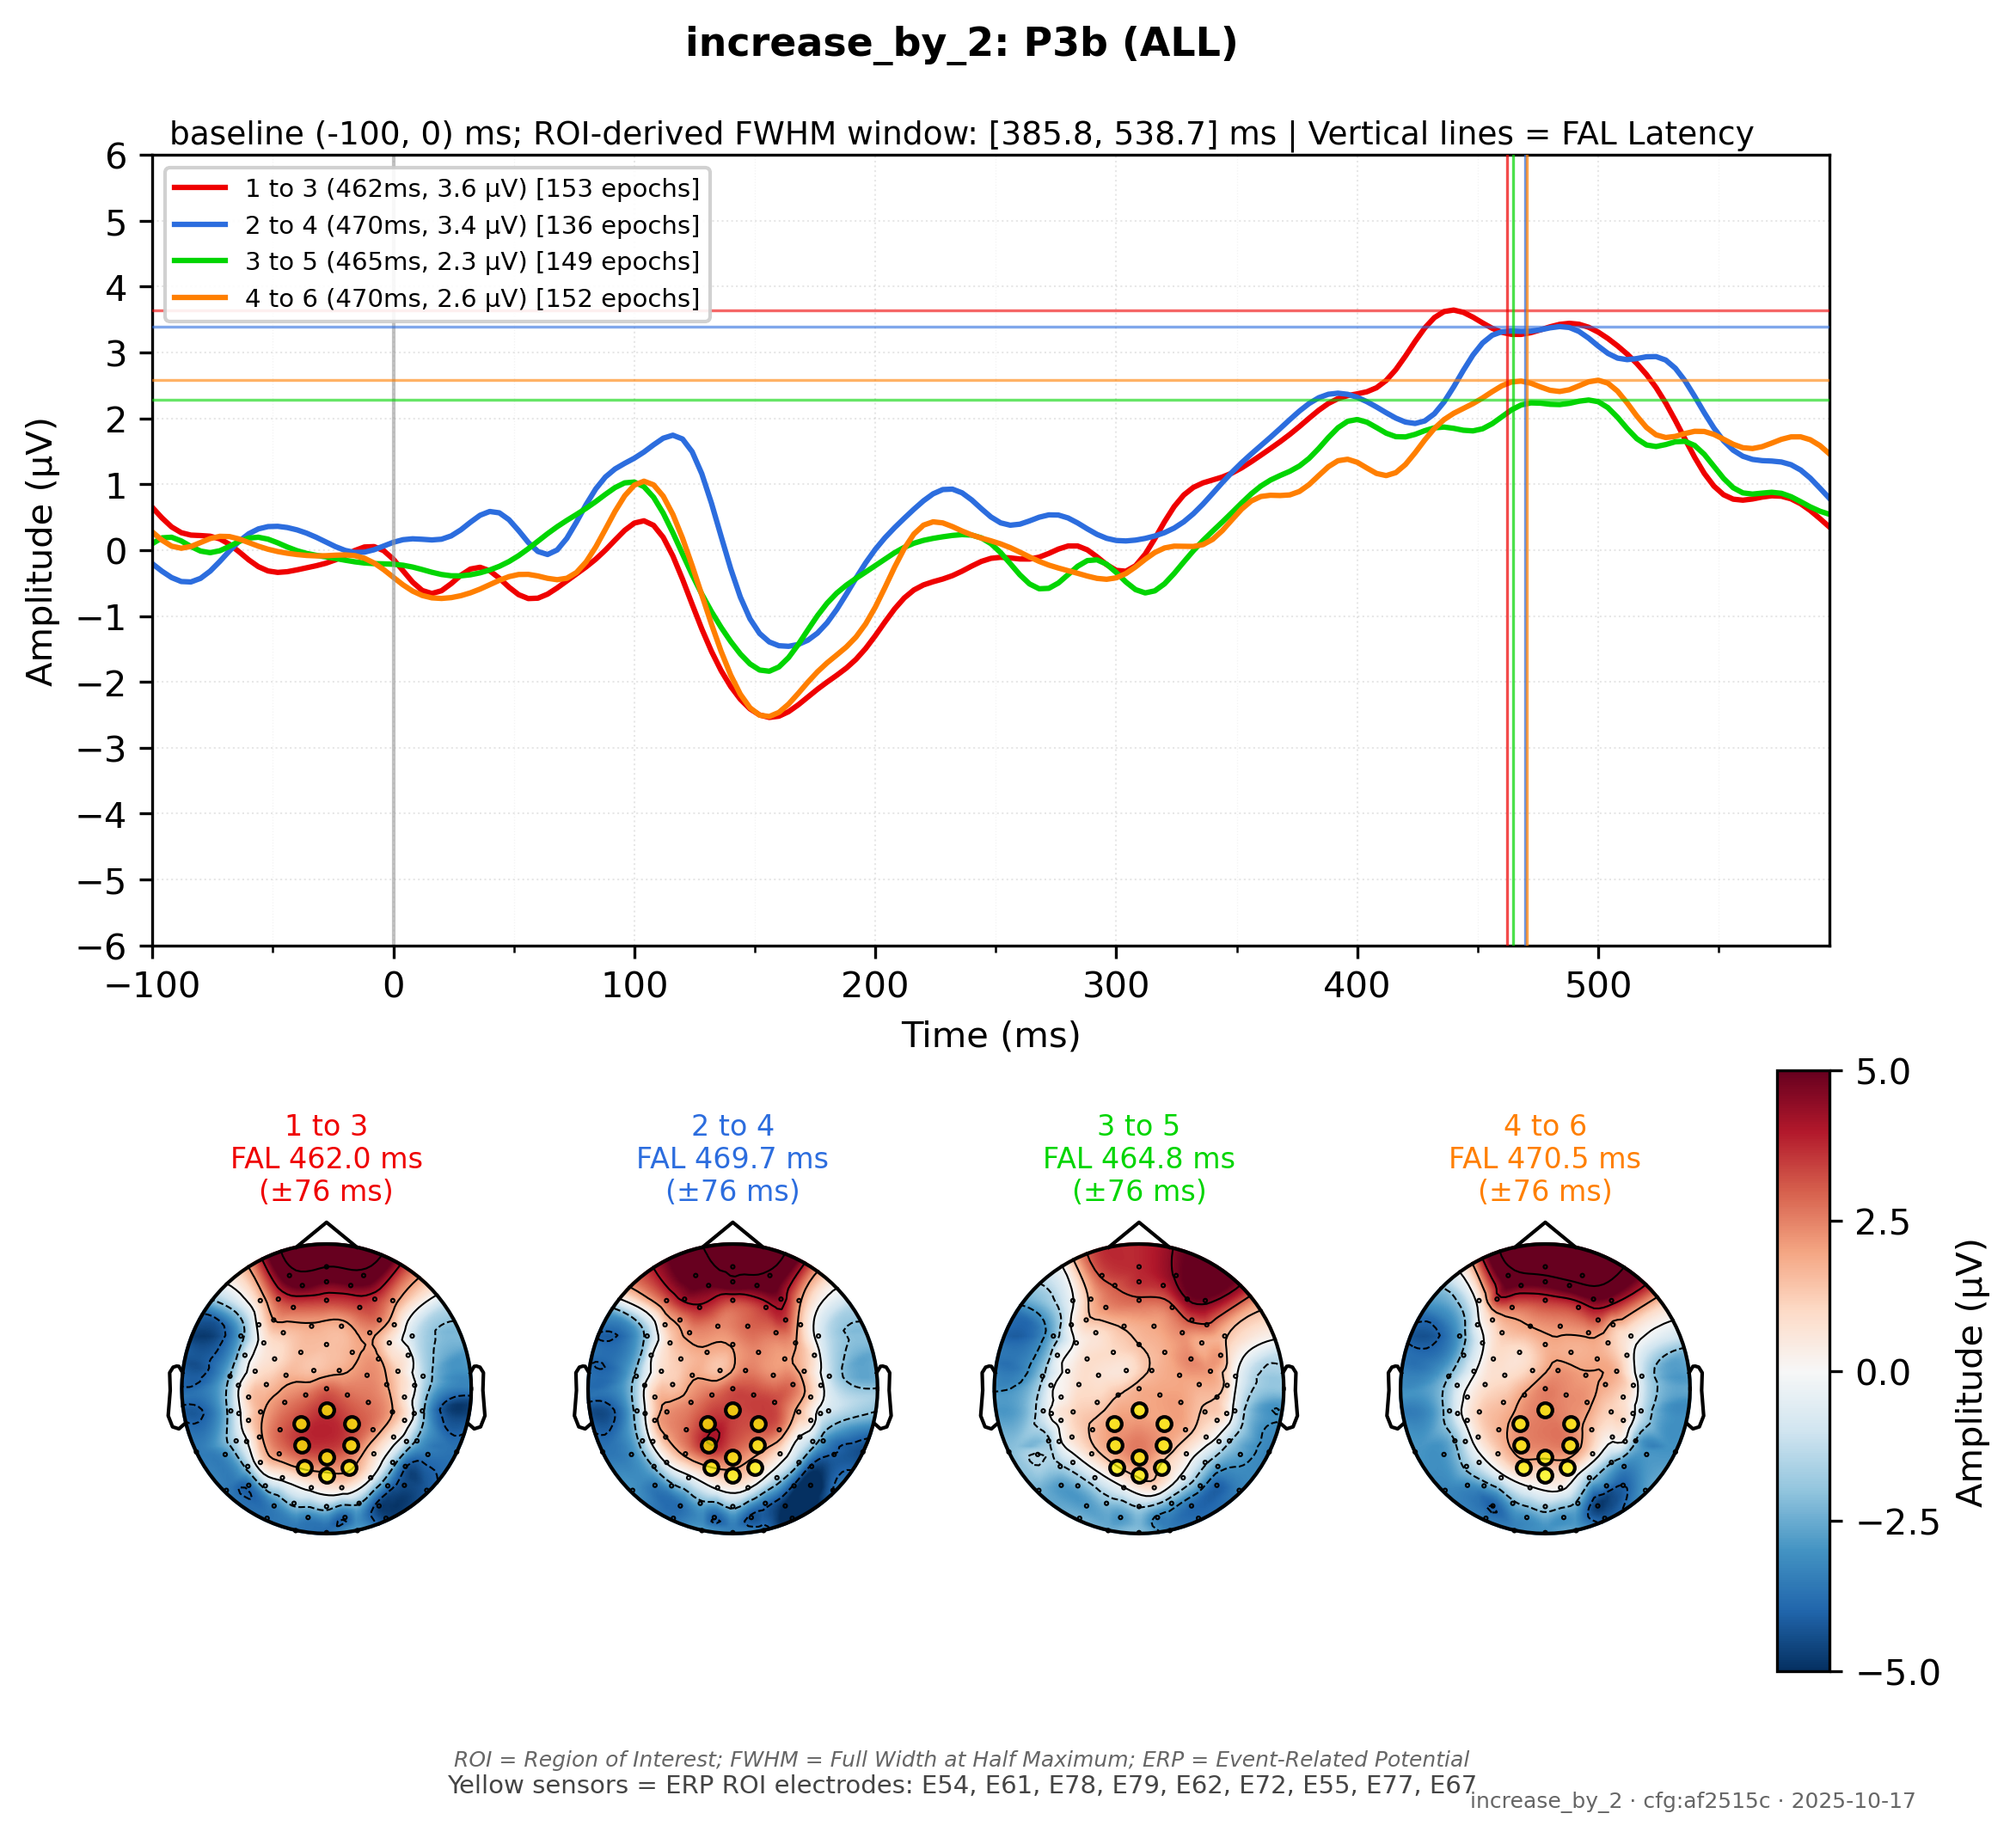 increase_by_2: P3b (ALL)
baseline (-100, 0) ms; ROI-derived FWHM window: [385.8, 538.7] ms | Vertical lines = FAL Latency
1 to 3 (462ms, 3.6 µV) [153 epochs]
2 to 4 (470ms, 3.4 µV) [136 epochs]
3 to 5 (465ms, 2.3 µV) [149 epochs]
4 to 6 (470ms, 2.6 µV) [152 epochs]
6
5
4
3
2
1
0
−1
−2
−3
−4
−5
−6
Amplitude (µV)
−100
0
100
200
300
400
500
Time (ms)
1 to 3
FAL 462.0 ms
(±76 ms)
2 to 4
FAL 469.7 ms
(±76 ms)
3 to 5
FAL 464.8 ms
(±76 ms)
4 to 6
FAL 470.5 ms
(±76 ms)
5.0
2.5
0.0
−2.5
−5.0
Amplitude (µV)
ROI = Region of Interest; FWHM = Full Width at Half Maximum; ERP = Event-Related Potential
Yellow sensors = ERP ROI electrodes: E54, E61, E78, E79, E62, E72, E55, E77, E67
increase_by_2 · cfg:af2515c · 2025-10-17